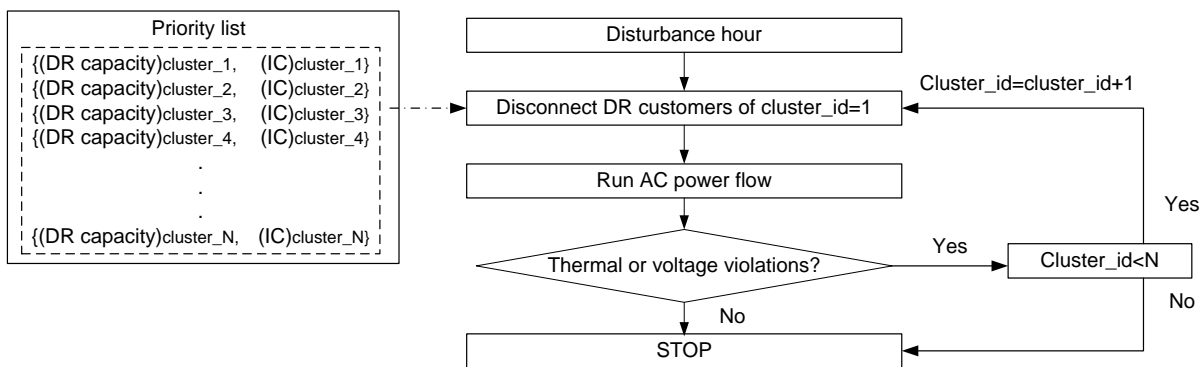 Priority list
{(DR capacity)cluster_1, (IC)cluster_1}
{(DR capacity)cluster_2, (IC)cluster_2}
{(DR capacity)cluster_3, (IC)cluster_3}
{(DR capacity)cluster_4, (IC)cluster_4}
.
.
.
{(DR capacity)cluster_N, (IC)cluster_N}
Disturbance hour
Cluster_id=cluster_id+1
Disconnect DR customers of cluster_id=1
Run AC power flow
Yes
Thermal or voltage violations?
Yes
Cluster_id<N
No
No
STOP